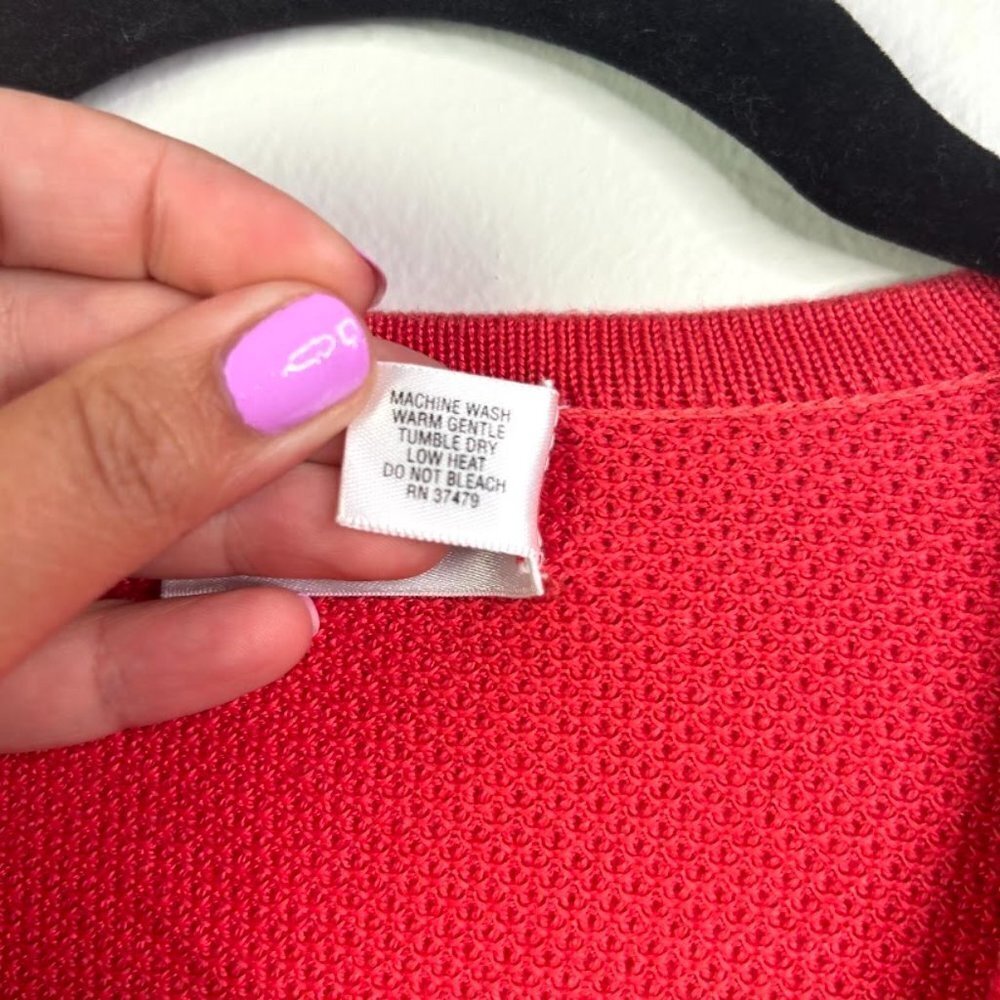 MACHINE WASH
WARM GENTLE
TUMBLE DRY
LOW HEAT
DO NOT BLEACH
RN 37479